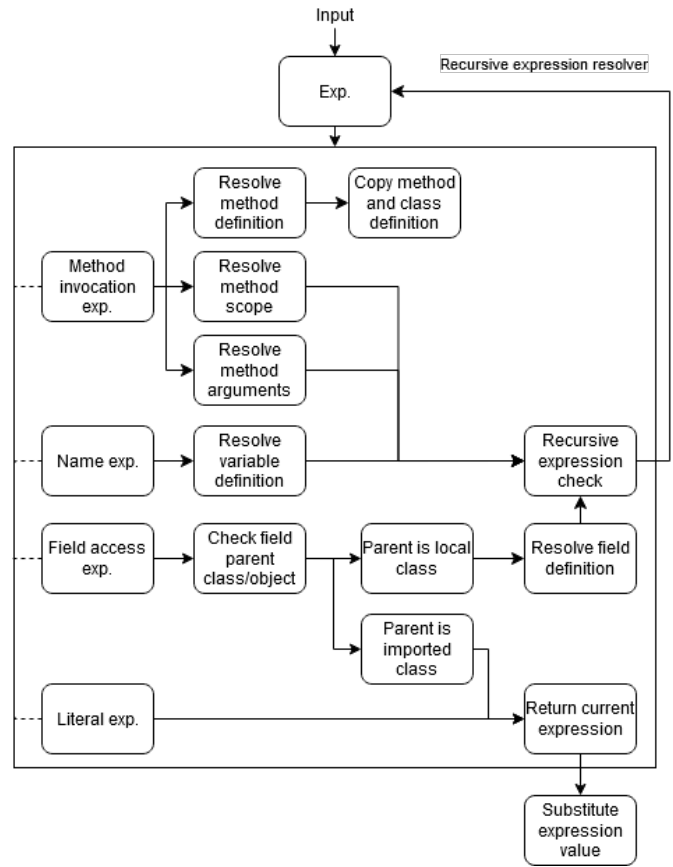 Input
Recursive expression resolver
Exp.
Resolve
method
definition
Copy method
and class
definition
Method
invocation
exp.
Resolve
method
scope
Resolve
method
arguments
Name exp.
Resolve
variable
definition
Recursive
expression
check
Field access
exp.
Check field
parent
class/object
Parent is local
class
Resolve field
definition
Parent is
imported
class
Literal exp.
Return current
expression
Substitute
expression
value